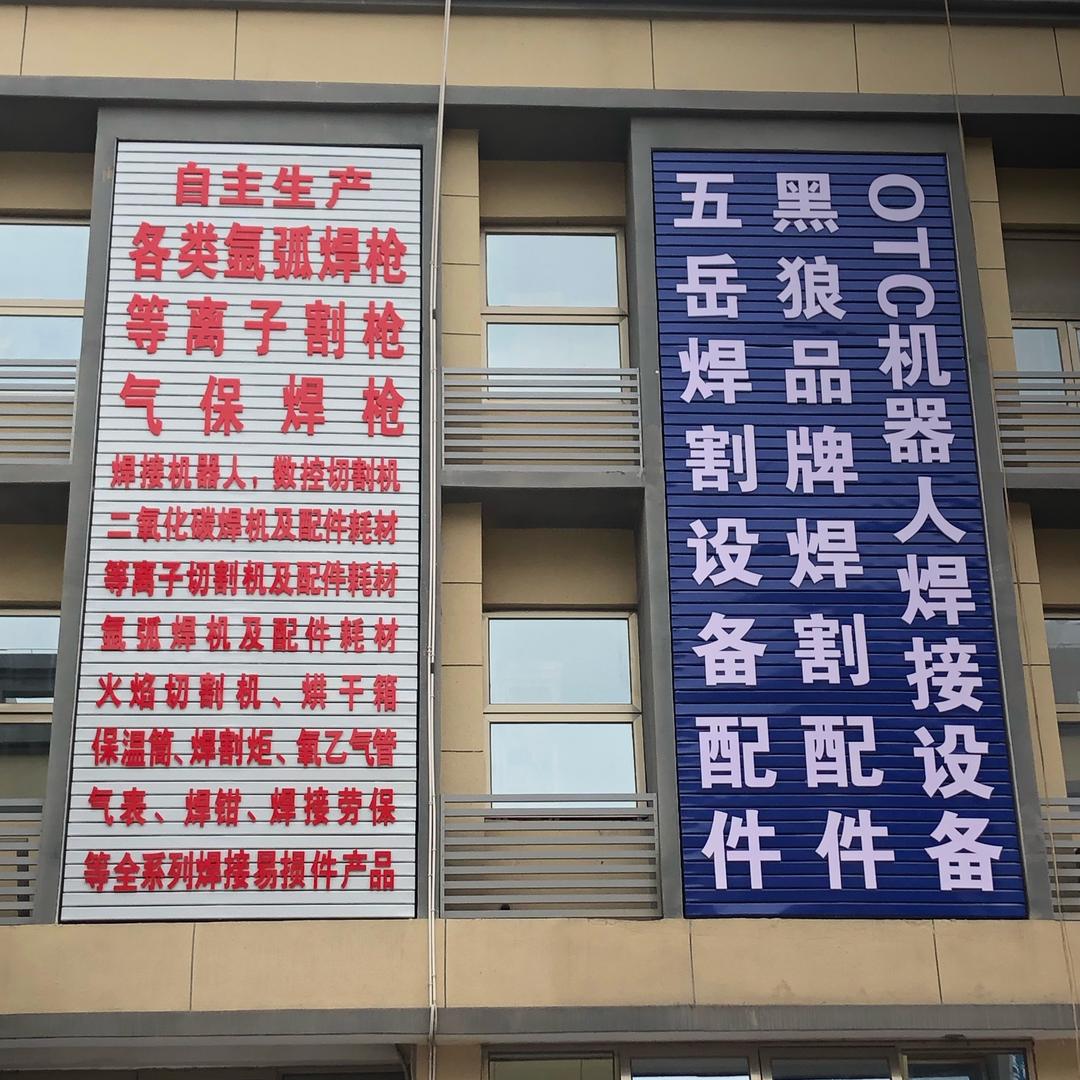 自主生产
各类氩弧焊枪
等离子割枪
气保焊枪
焊接机器人，数控切割机
二氧化碳焊机及配件耗材
等离子切割机及配件耗材
氩弧焊机及配件耗材
火焰切割机、烘干箱
保温筒、焊割炬、氧乙气管
气表、焊钳、焊接劳保
等全系列焊接易损件产品
OTC机器人焊接设备
黑狼品牌焊割配件
五岳焊割设备配件